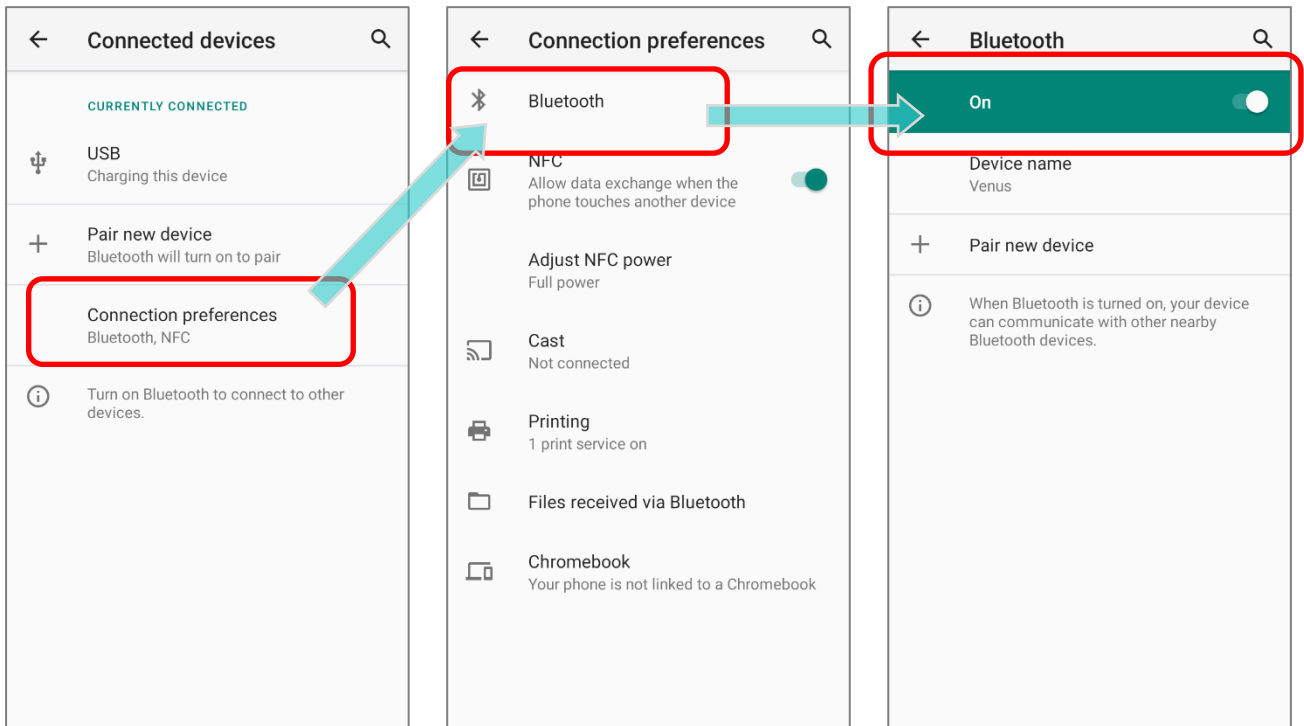 Connected devices
CURRENTLY CONNECTED
USB
Charging this device
Pair new device
Bluetooth will turn on to pair
Connection preferences
Bluetooth, NFC
Turn on Bluetooth to connect to other
devices.
Connection preferences
Bluetooth
NFC
Allow data exchange when the
phone touches another device
Adjust NFC power
Full power
Cast
Not connected
Printing
1 print service on
Files received via Bluetooth
Chromebook
Your phone is not linked to a Chromebook
Bluetooth
On
Device name
Venus
Pair new device
When Bluetooth is turned on, your device
can communicate with other nearby
Bluetooth devices.